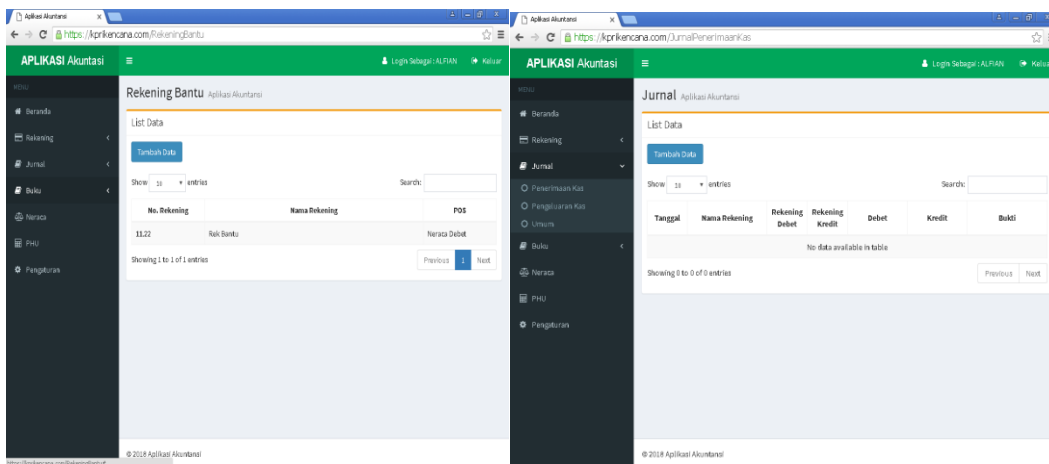 Aplikasi Akuntansi
https://kprikencana.com/RekeningBantu
APLIKASI Akuntasi
Login Sebagai : ALFIAN
Keluar
MENU
Beranda
Rekening
Jurnal
Buku
Neraca
PHU
Pengaturan
Rekening Bantu Aplikasi Akuntansi
List Data
Tambah Data
Show 10 entries
Search:
No. Rekening Nama Rekening POS
11.22 Rek Bantu Neraca Debet
Showing 1 to 1 of 1 entries
Previous 1 Next
© 2018 Aplikasi Akuntansi
Aplikasi Akuntansi
https://kprikencana.com/JurnalPenerimaanKas
APLIKASI Akuntasi
Login Sebagai : ALFIAN
MENU
Beranda
Rekening
Jurnal
Penerimaan Kas
Pengeluaran Kas
Umum
Buku
Neraca
PHU
Pengaturan
Jurnal Aplikasi Akuntansi
List Data
Tambah Data
Show 10 entries
Search:
Tanggal Nama Rekening Rekening Debet Rekening Kredit Debet Kredit Bukti
No data available in table
Showing 0 to 0 of 0 entries
Previous Next
© 2018 Aplikasi Akuntansi